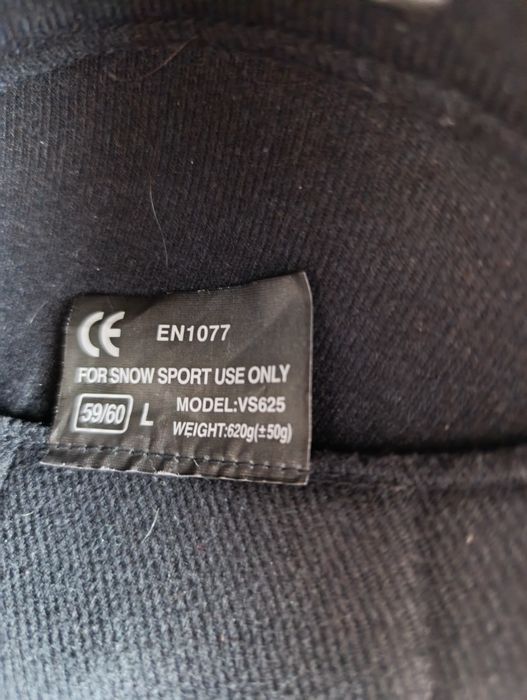 CE EN1077
FOR SNOW SPORT USE ONLY
59/60 L MODEL:VS625
WEIGHT:620g(±50g)